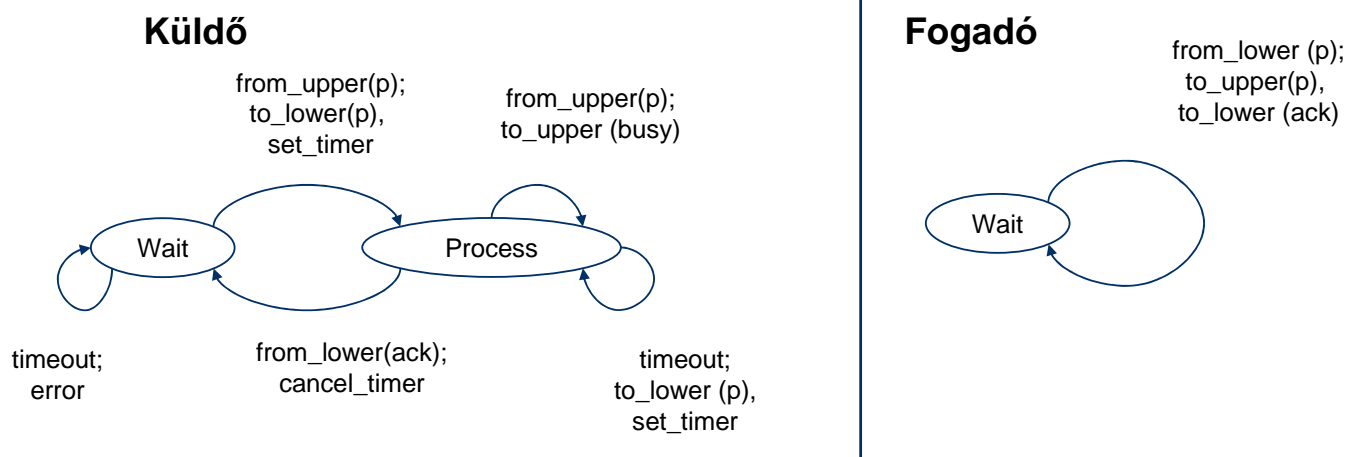 Küldő
from_upper(p);
to_lower(p),
set_timer
from_upper(p);
to_upper (busy)
Wait
Process
timeout;
error
from_lower(ack);
cancel_timer
timeout;
to_lower (p),
set_timer
Fogadó
from_lower (p);
to_upper(p),
to_lower (ack)
Wait